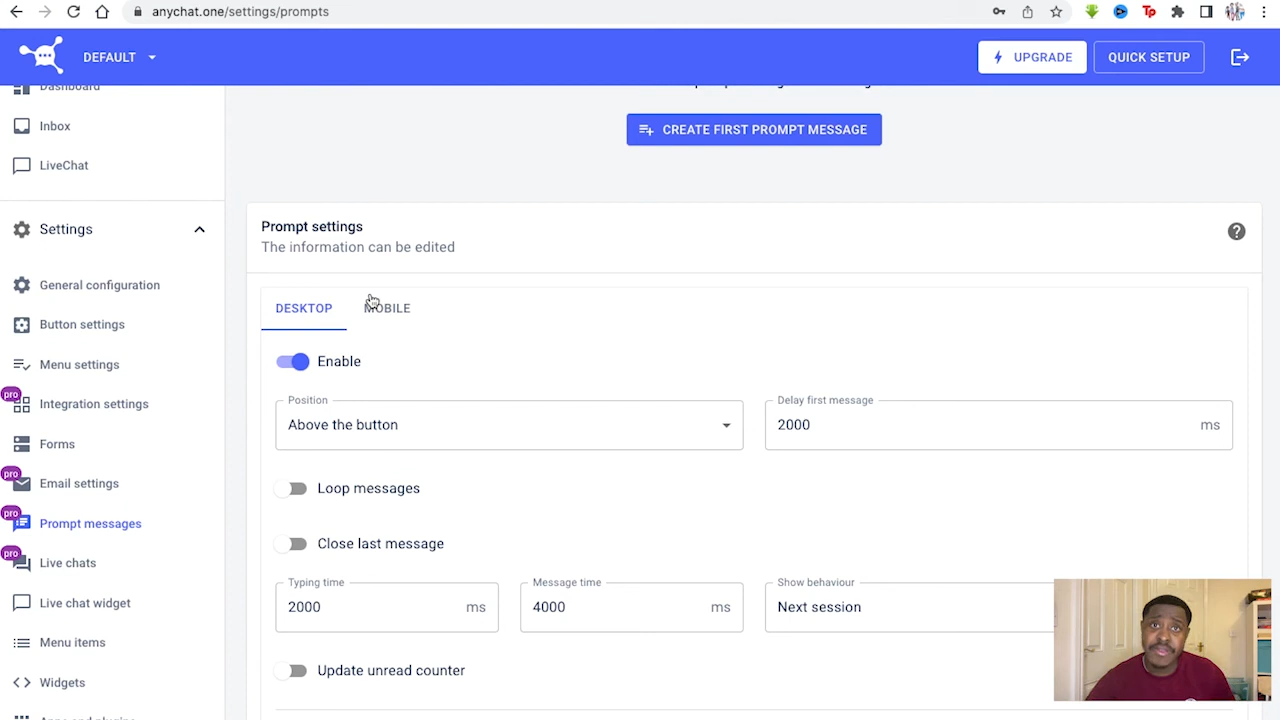 anychat.one/settings/prompts
DEFAULT
UPGRADE
QUICK SETUP
Dashboard
Inbox
LiveChat
Settings
General configuration
Button settings
Menu settings
pro
Integration settings
Forms
pro
Email settings
pro
Prompt messages
pro
Live chats
Live chat widget
Menu items
Widgets
CREATE FIRST PROMPT MESSAGE
Prompt settings
The information can be edited
DESKTOP
MOBILE
Enable
Position
Above the button
Delay first message
2000 ms
Loop messages
Close last message
Typing time
2000 ms
Message time
4000 ms
Show behaviour
Next session
Update unread counter